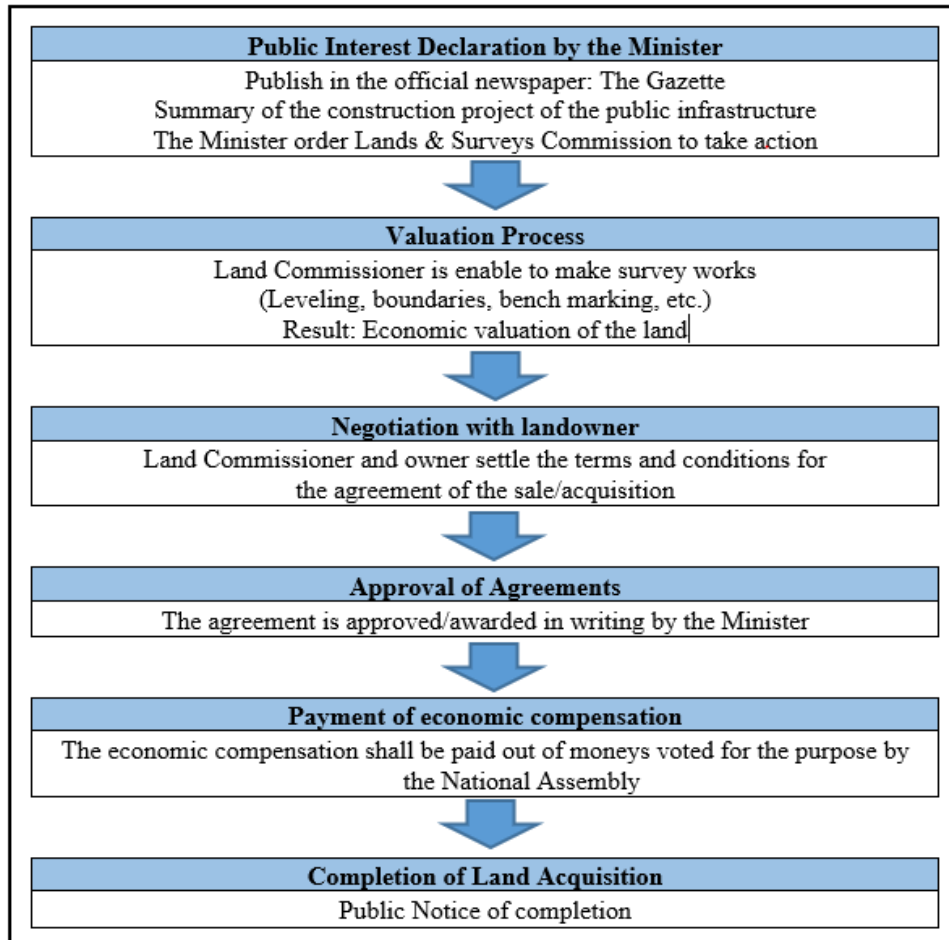 Public Interest Declaration by the Minister
Publish in the official newspaper: The Gazette
Summary of the construction project of the public infrastructure
The Minister order Lands & Surveys Commission to take action
Valuation Process
Land Commissioner is enable to make survey works
(Leveling, boundaries, bench marking, etc.)
Result: Economic valuation of the land
Negotiation with landowner
Land Commissioner and owner settle the terms and conditions for
the agreement of the sale/acquisition
Approval of Agreements
The agreement is approved/awarded in writing by the Minister
Payment of economic compensation
The economic compensation shall be paid out of moneys voted for the purpose by
the National Assembly
Completion of Land Acquisition
Public Notice of completion